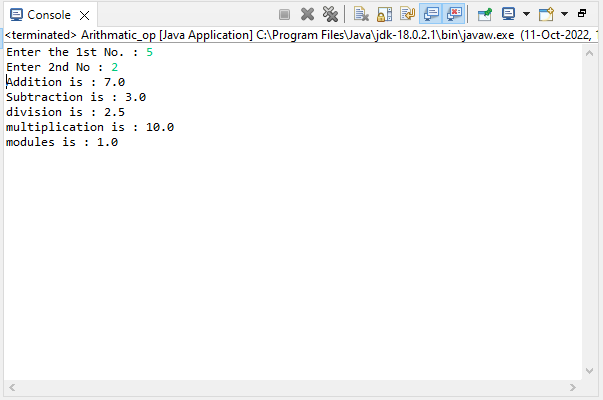 Console
<terminated> Arithmatic_op [Java Application] C:\Program Files\Java\jdk-18.0.2.1\bin\javaw.exe (11-Oct-2022,
Enter the 1st No. : 5
Enter 2nd No : 2
Addition is : 7.0
Subtraction is : 3.0
division is : 2.5
multiplication is : 10.0
modules is : 1.0